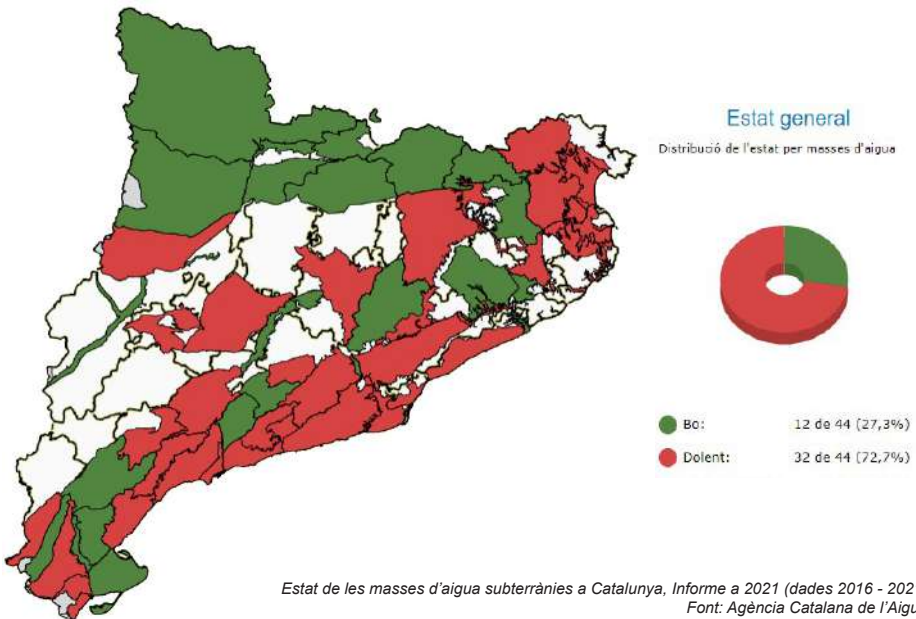 Estat general
Distribució de l'estat per masses d'aigua
Bo: 12 de 44 (27,3%)
Dolent: 32 de 44 (72,7%)
Estat de les masses d'aigua subterrànies a Catalunya, Informe a 2021 (dades 2016 - 202
Font: Agència Catalana de l'Aigu